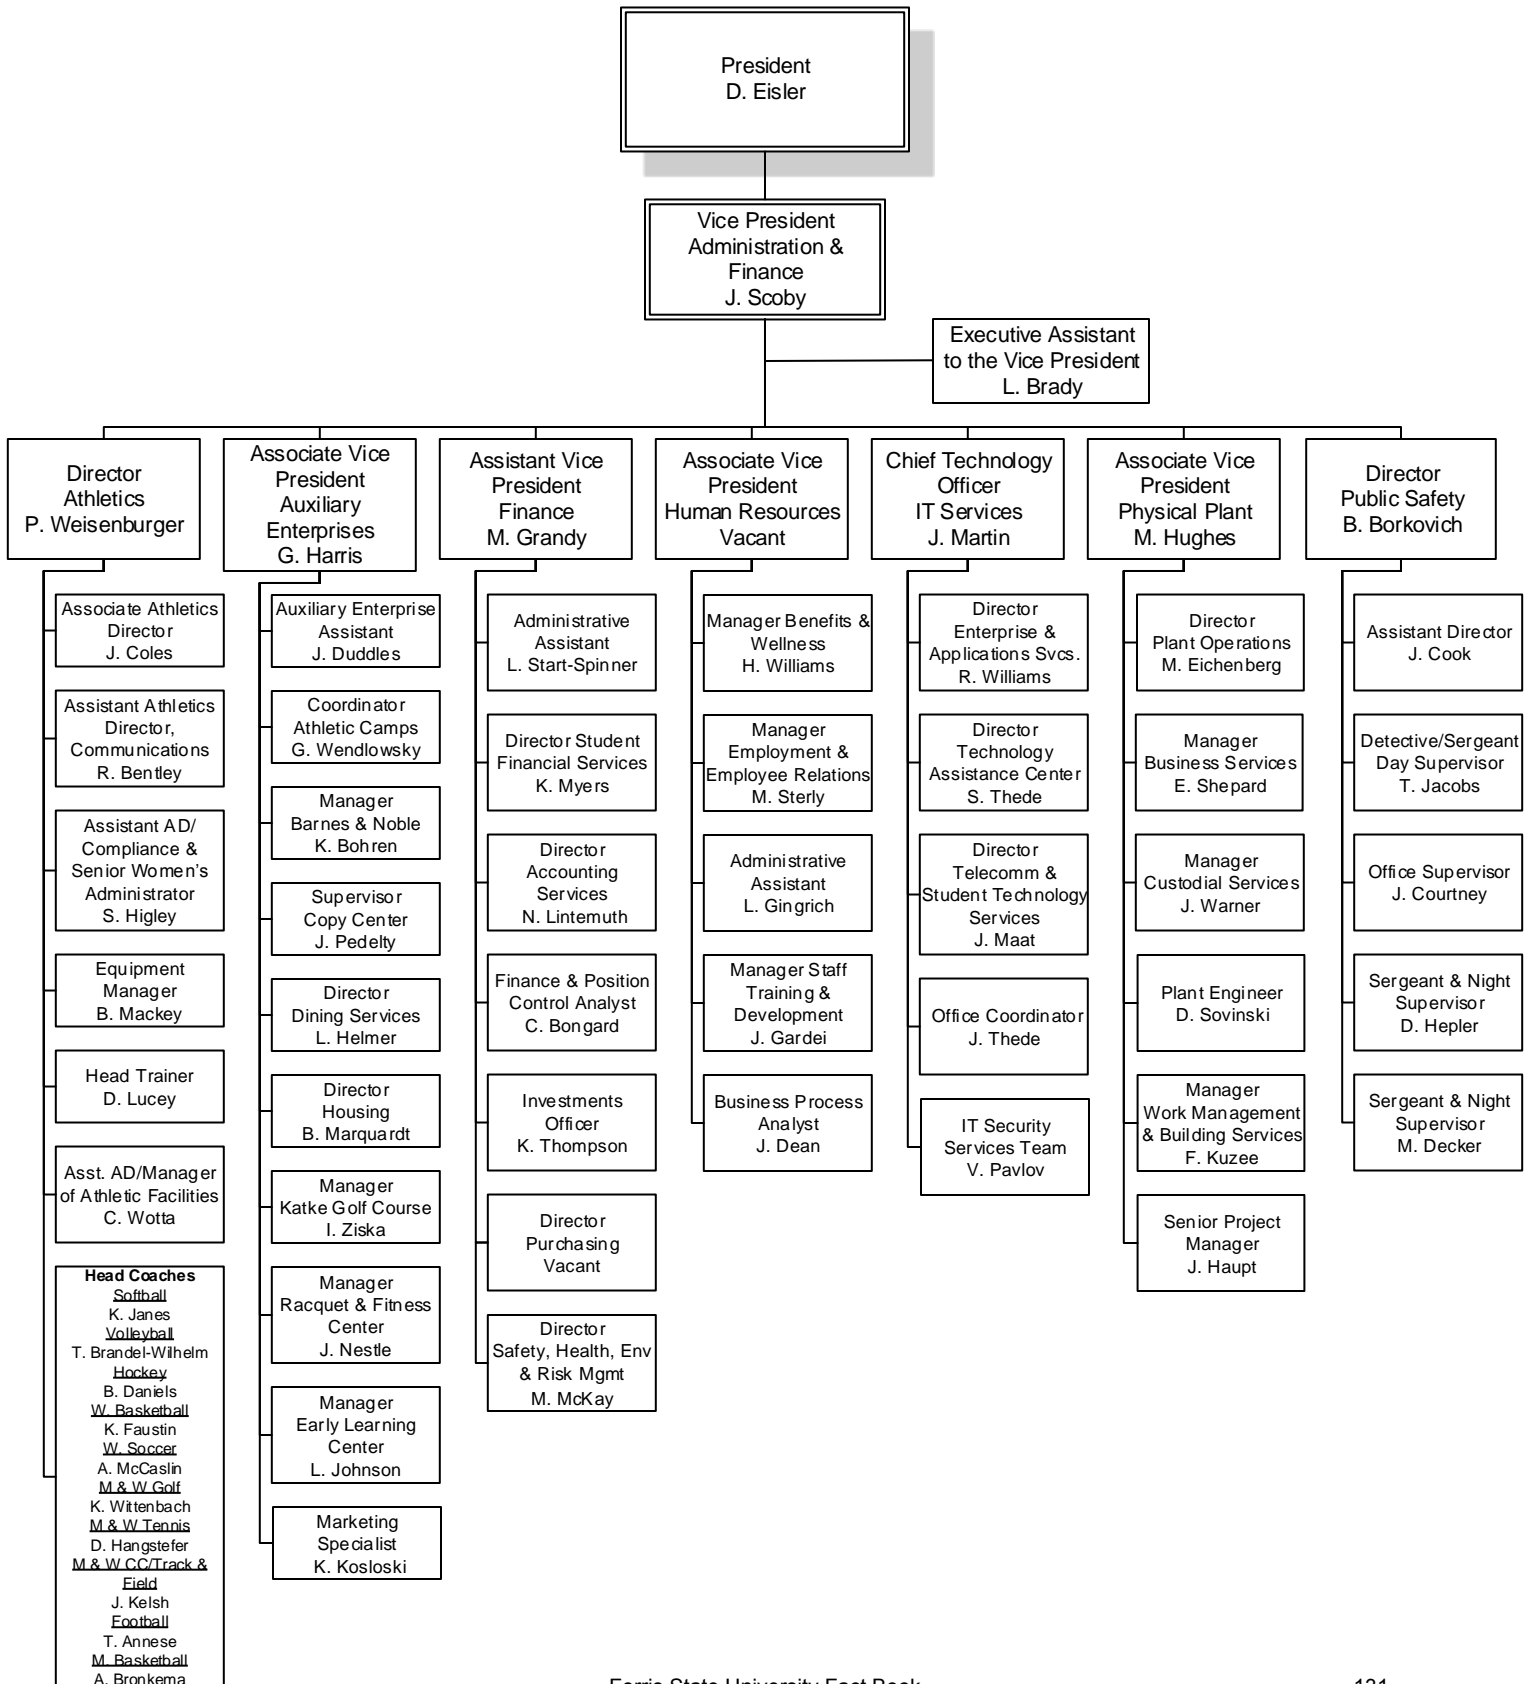 President
D. Eisler
Vice President
Administration &
Finance
J. Scoby
Executive Assistant
to the Vice President
L. Brady
Director
Athletics
P. Weisenburger
Associate Vice
President
Auxiliary
Enterprises
G. Harris
Assistant Vice
President
Finance
M. Grandy
Associate Vice
President
Human Resources
Vacant
Chief Technology
Officer
IT Services
J. Martin
Associate Vice
President
Physical Plant
M. Hughes
Director
Public Safety
B. Borkovich
Associate Athletics
Director
J. Coles
Assistant Athletics
Director,
Communications
R. Bentley
Assistant AD/
Compliance &
Senior Women's
Administrator
S. Higley
Equipment
Manager
B. Mackey
Head Trainer
D. Lucey
Asst. AD/Manager
of Athletic Facilities
C. Wotta
Head Coaches
Softball
K. Janes
Volleyball
T. Brandel-Wilhelm
Hockey
B. Daniels
W. Basketball
K. Faustin
W. Soccer
A. McCaslin
M & W Golf
K. Wittenbach
M & W Tennis
D. Hangstefer
M & W CC/Track &
Field
J. Kelsh
Football
T. Annese
M. Basketball
A. Bronkema
Auxiliary Enterprise
Assistant
J. Duddles
Coordinator
Athletic Camps
G. Wendlowsky
Manager
Barnes & Noble
K. Bohren
Supervisor
Copy Center
J. Pedelty
Director
Dining Services
L. Helmer
Director
Housing
B. Marquardt
Manager
Katke Golf Course
I. Ziska
Manager
Racquet & Fitness
Center
J. Nestle
Manager
Early Learning
Center
L. Johnson
Marketing
Specialist
K. Kosloski
Administrative
Assistant
L. Start-Spinner
Director Student
Financial Services
K. Myers
Director
Accounting
Services
N. Lintemuth
Finance & Position
Control Analyst
C. Bongard
Investments
Officer
K. Thompson
Director
Purchasing
Vacant
Director
Safety, Health, Env
& Risk Mgmt
M. McKay
Manager Benefits &
Wellness
H. Williams
Manager
Employment &
Employee Relations
M. Sterly
Administrative
Assistant
L. Gingrich
Manager Staff
Training &
Development
J. Gardei
Business Process
Analyst
J. Dean
Director
Enterprise &
Applications Svcs.
R. Williams
Director
Technology
Assistance Center
S. Thede
Director
Telecomm &
Student Technology
Services
J. Maat
Office Coordinator
J. Thede
IT Security
Services Team
V. Pavlov
Director
Plant Operations
M. Eichenberg
Manager
Business Services
E. Shepard
Manager
Custodial Services
J. Warner
Plant Engineer
D. Sovinski
Manager
Work Management
& Building Services
F. Kuzee
Senior Project
Manager
J. Haupt
Assistant Director
J. Cook
Detective/Sergeant
Day Supervisor
T. Jacobs
Office Supervisor
J. Courtney
Sergeant & Night
Supervisor
D. Hepler
Sergeant & Night
Supervisor
M. Decker
Ferris State University Fact Book
131